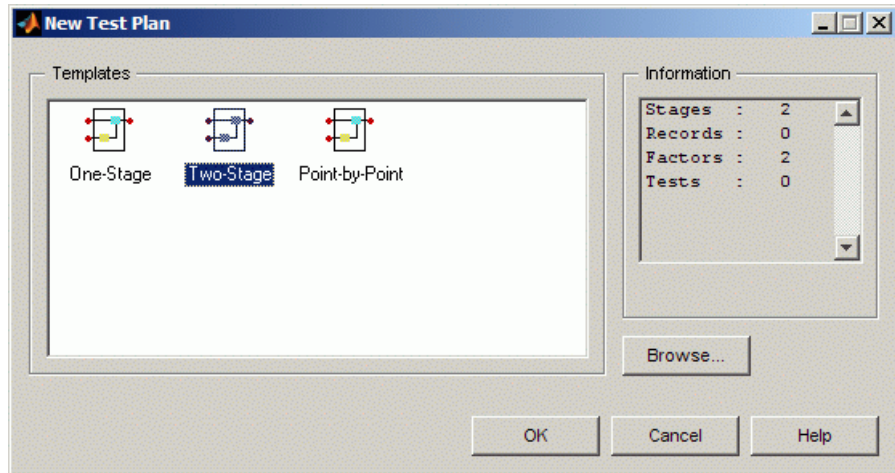 New Test Plan
Templates
One-Stage
Two-Stage
Point-by-Point
Information
Stages : 2
Records : 0
Factors : 2
Tests : 0
Browse...
OK
Cancel
Help